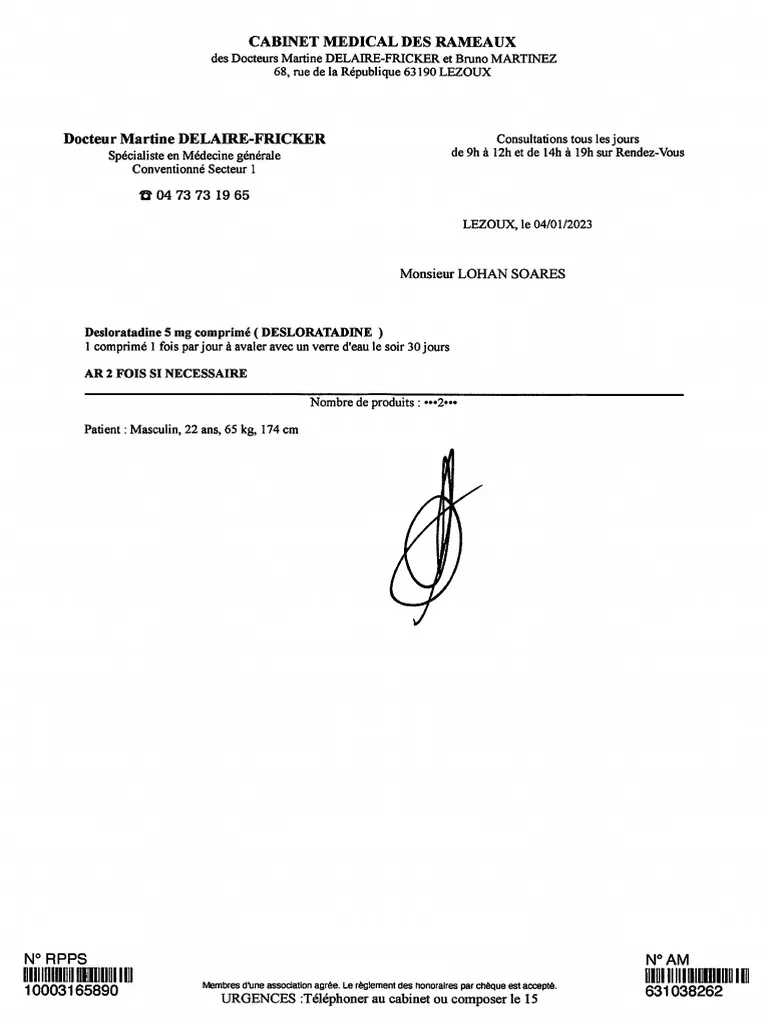 CABINET MEDICAL DES RAMEAUX
des Docteurs Martine DELAIRE-FRICKER et Bruno MARTINEZ
68, rue de la République 63190 LEZOUX
Docteur Martine DELAIRE-FRICKER
Spécialiste en Médecine générale
Conventionné Secteur 1
☎ 04 73 73 19 65
Consultations tous les jours
de 9h à 12h et de 14h à 19h sur Rendez-Vous
LEZOUX, le 04/01/2023
Monsieur LOHAN SOARES
Desloratadine 5 mg comprimé ( DESLORATADINE )
1 comprimé 1 fois par jour à avaler avec un verre d'eau le soir 30 jours
AR 2 FOIS SI NECESSAIRE
Nombre de produits : •••2•••
Patient : Masculin, 22 ans, 65 kg, 174 cm
N° RPPS
10003165890
Membres d'une association agrée. Le règlement des honoraires par chèque est accepté.
URGENCES :Téléphoner au cabinet ou composer le 15
N° AM
631038262